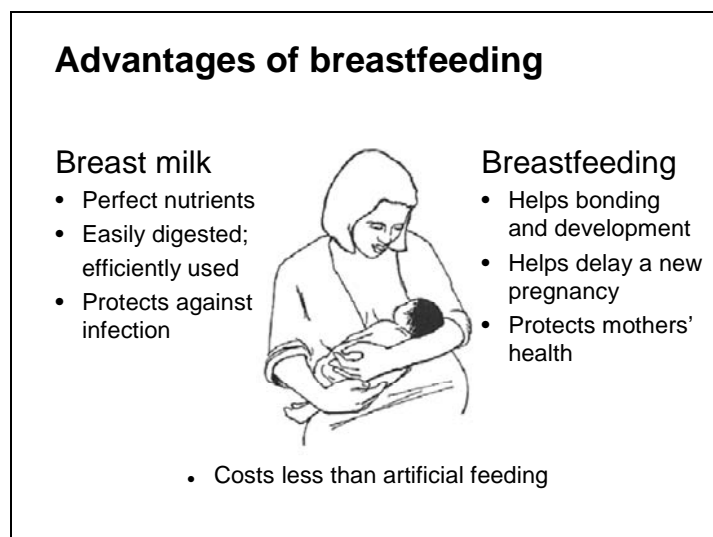 Advantages of breastfeeding
Breast milk
• Perfect nutrients
• Easily digested;
efficiently used
• Protects against
infection
Breastfeeding
• Helps bonding
and development
• Helps delay a new
pregnancy
• Protects mothers’
health
• Costs less than artificial feeding